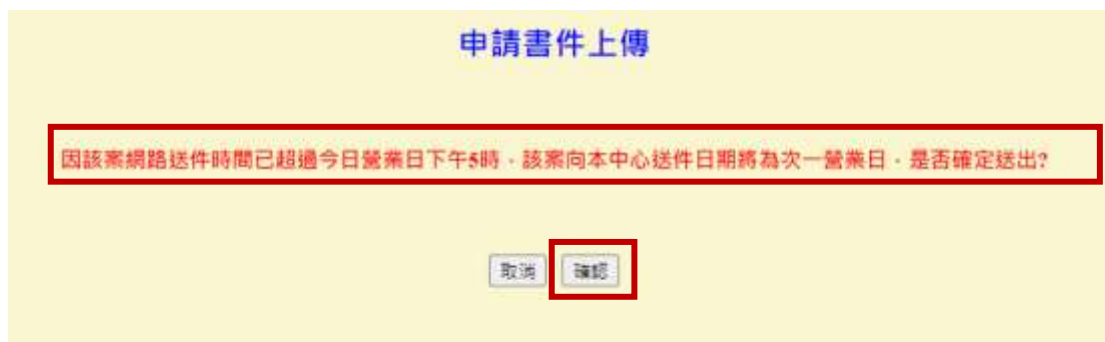 申請書件上傳
因該案網路送件時間已超過今日營業日下午5時，該案向本中心送件日期將為次一營業日，是否確定送出?
取消 確認